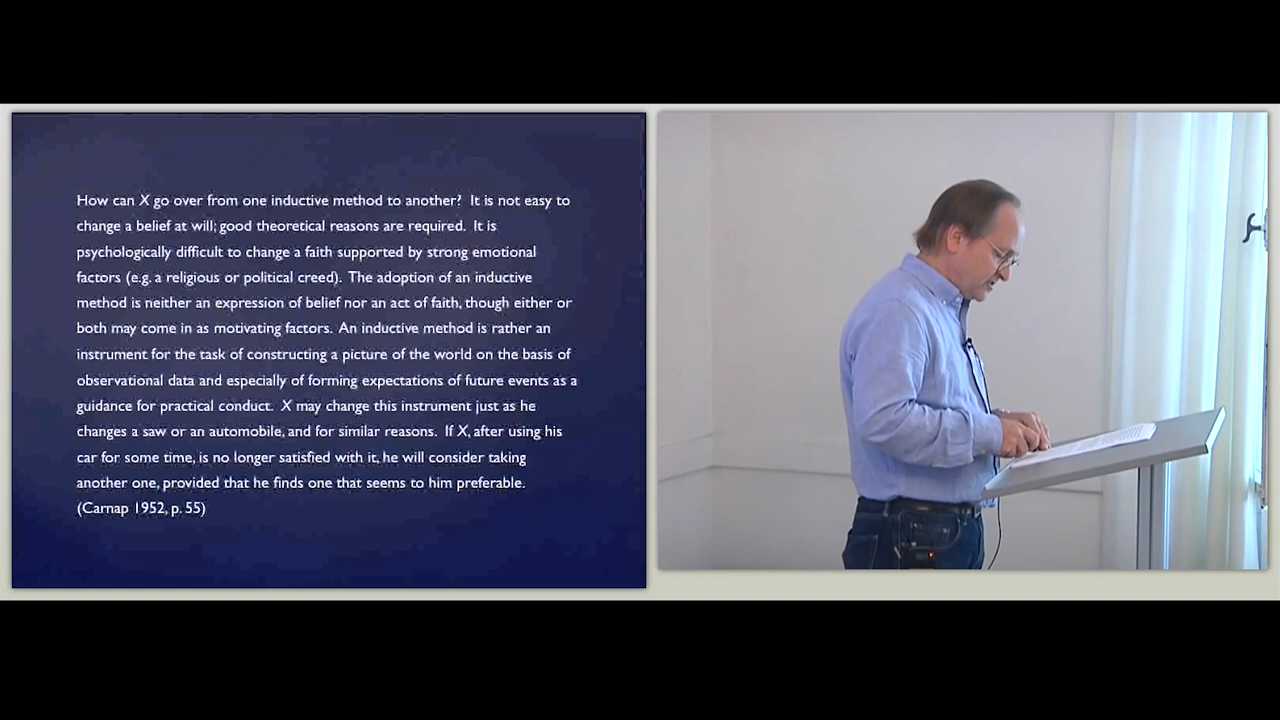 How can X go over from one inductive method to another? It is not easy to
change a belief at will; good theoretical reasons are required. It is
psychologically difficult to change a faith supported by strong emotional
factors (e.g. a religious or political creed). The adoption of an inductive
method is neither an expression of belief nor an act of faith, though either or
both may come in as motivating factors. An inductive method is rather an
instrument for the task of constructing a picture of the world on the basis of
observational data and especially of forming expectations of future events as a
guidance for practical conduct. X may change this instrument just as he
changes a saw or an automobile, and for similar reasons. If X, after using his
car for some time, is no longer satisfied with it, he will consider taking
another one, provided that he finds one that seems to him preferable.
(Carnap 1952, p. 55)